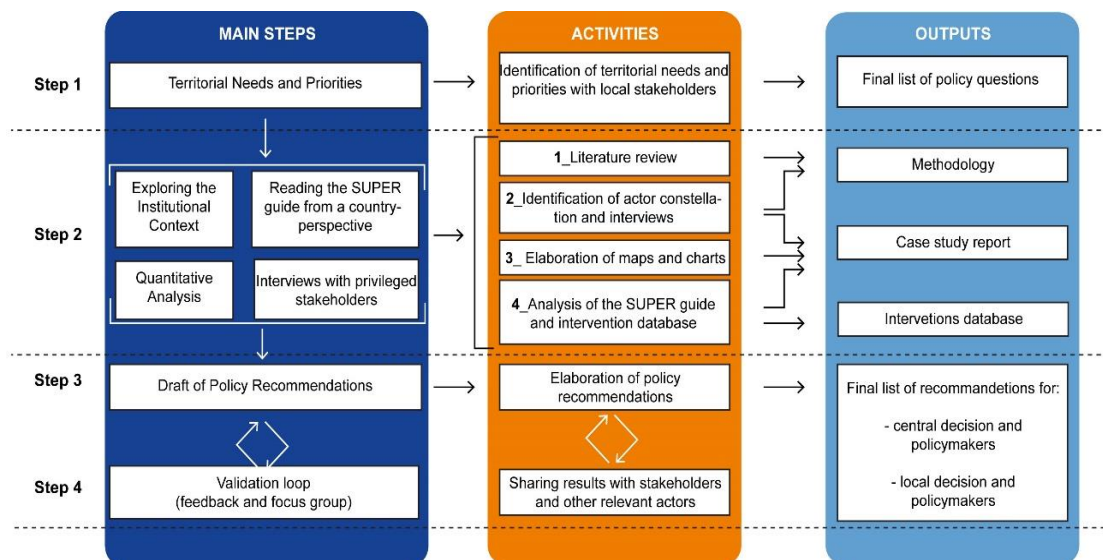 MAIN STEPS
ACTIVITIES
OUTPUTS
Step 1
Territorial Needs and Priorities
Identification of territorial needs and
priorities with local stakeholders
Final list of policy questions
Step 2
Exploring the
Institutional
Context
Reading the SUPER
guide from a country-
perspective
Quantitative
Analysis
Interviews with privileged
stakeholders
1_Literature review
2_Identification of actor constella-
tion and interviews
3_ Elaboration of maps and charts
4_Analysis of the SUPER guide
and intervention database
Methodology
Case study report
Intervetions database
Step 3
Draft of Policy Recommendations
Elaboration of policy
recommendations
Final list of recommandetions for:
- central decision and
policymakers
- local decision and
policymakers
Step 4
Validation loop
(feedback and focus group)
Sharing results with stakeholders
and other relevant actors